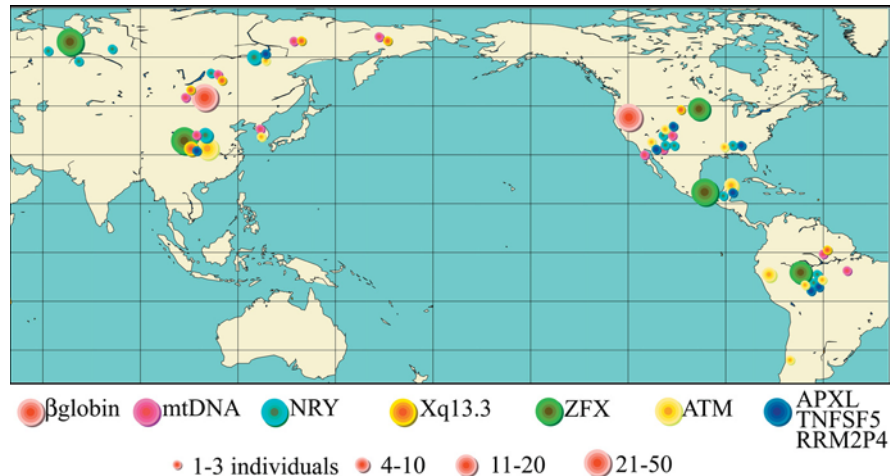 βglobin mtDNA NRY Xq13.3 ZFX ATM APXL
TNFSF5
RRM2P4
1-3 individuals 4-10 11-20 21-50